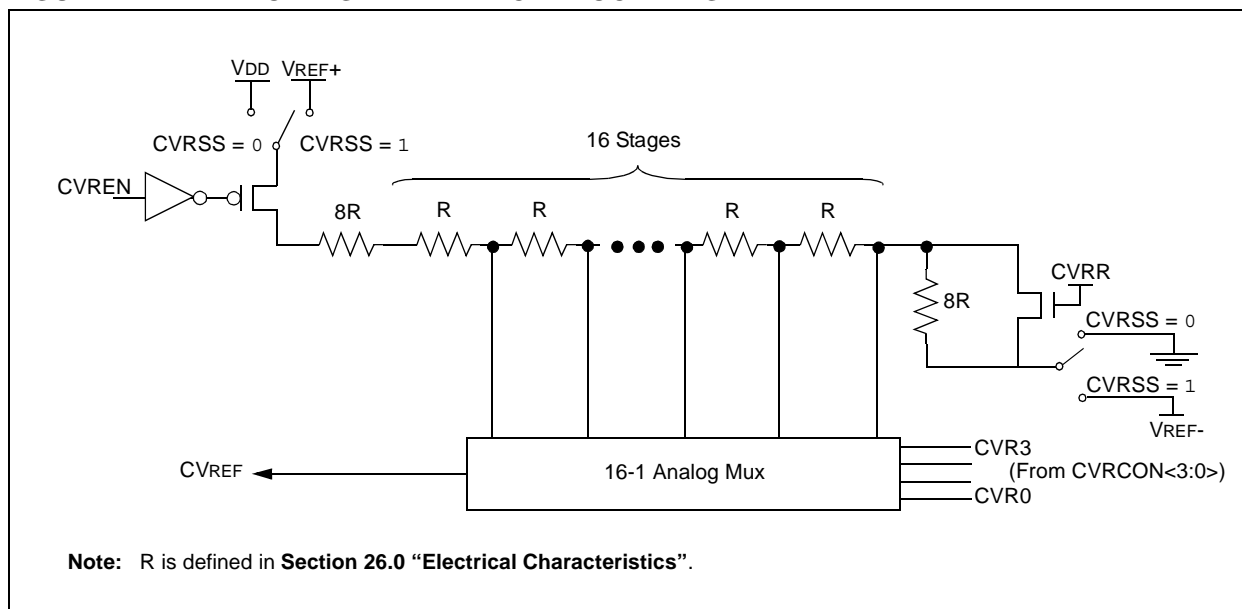 VDD VREF+
CVRSS = 0 CVRSS = 1
16 Stages
CVREN
8R R R R R
CVRR
8R
CVRSS = 0
CVRSS = 1
VREF-
CVREF
16-1 Analog Mux
CVR3
(From CVRCON<3:0>)
CVR0
Note: R is defined in Section 26.0 “Electrical Characteristics”.